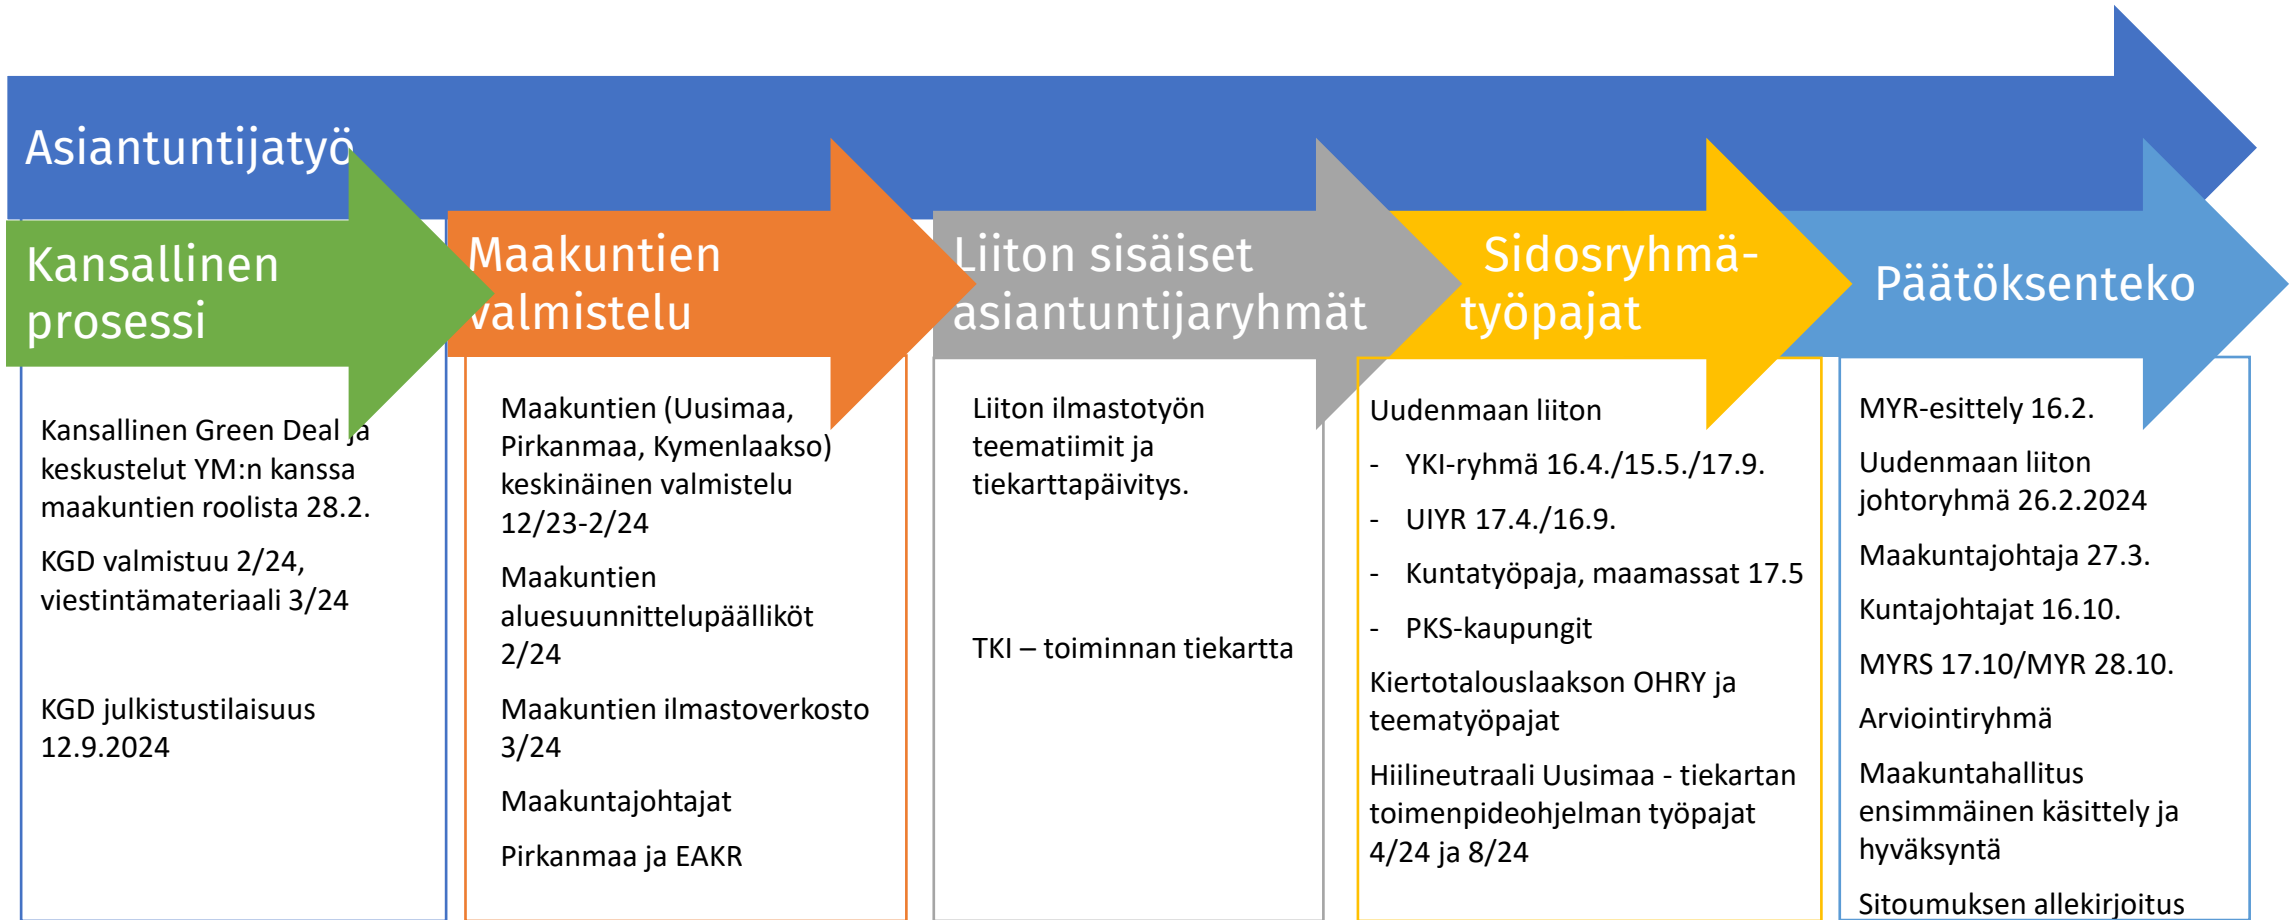 Asiantuntijatyö
Kansallinen
prosessi
Kansallinen Green Deal ja
keskustelut YM:n kanssa
maakuntien roolista 28.2.
KGD valmistuu 2/24,
viestintämateriaali 3/24
KGD julkistustilaisuus
12.9.2024
Maakuntien
valmistelu
Maakuntien (Uusimaa,
Pirkanmaa, Kymenlaakso)
keskinäinen valmistelu
12/23-2/24
Maakuntien
aluesuunnittelupäälliköt
2/24
Maakuntien ilmastoverkosto
3/24
Maakuntajohtajat
Pirkanmaa ja EAKR
Liiton sisäiset
asiantuntijaryhmät
Liiton ilmastotyön
teematiimit ja
tiekarttapäivitys.
TKI – toiminnan tiekartta
Sidosryhmä-
työpajat
Uudenmaan liiton
- YKI-ryhmä 16.4./15.5./17.9.
- UIYR 17.4./16.9.
- Kuntatyöpaja, maamassat 17.5
- PKS-kaupungit
Kiertotalouslaakson OHRY ja
teematyöpajat
Hiilineutraali Uusimaa - tiekartan
toimenpideohjelman työpajat
4/24 ja 8/24
Päätöksenteko
MYR-esittely 16.2.
Uudenmaan liiton
johtoryhmä 26.2.2024
Maakuntajohtaja 27.3.
Kuntajohtajat 16.10.
MYRS 17.10/MYR 28.10.
Arviointiryhmä
Maakuntahallitus
ensimmäinen käsittely ja
hyväksyntä
Sitoumuksen allekirjoitus